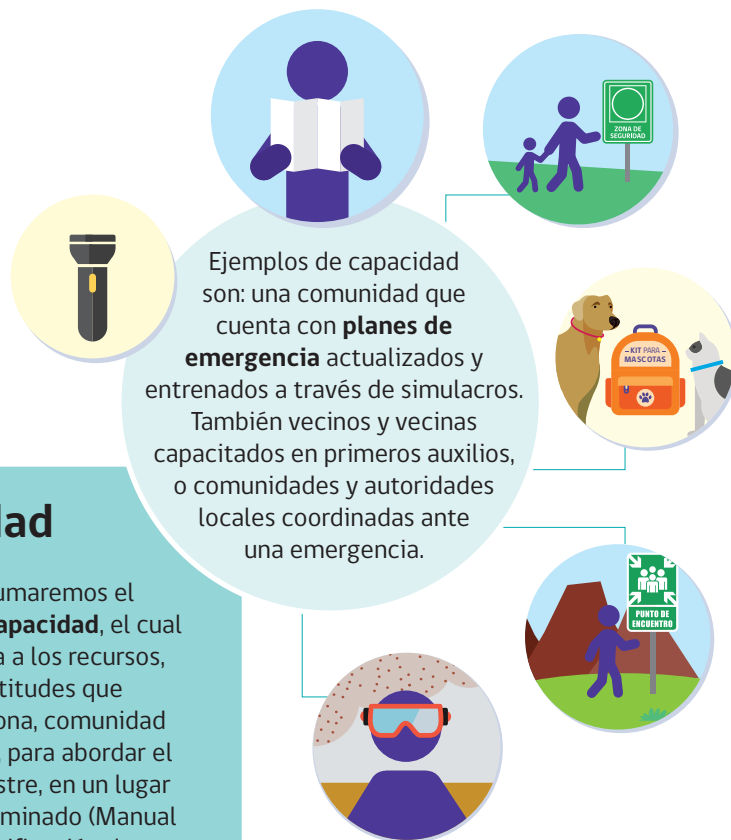 ZONA DE
SEGURIDAD
Ejemplos de capacidad
son: una comunidad que
cuenta con planes de
emergencia actualizados y
entrenados a través de simulacros.
También vecinos y vecinas
capacitados en primeros auxilios,
o comunidades y autoridades
locales coordinadas ante
una emergencia.
KIT PARA
MASCOTAS
PUNTO DE
ENCUENTRO
dad
umaremos el
apacidad, el cual
a a los recursos,
titudes que
ona, comunidad
, para abordar el
stre, en un lugar
minado (Manual